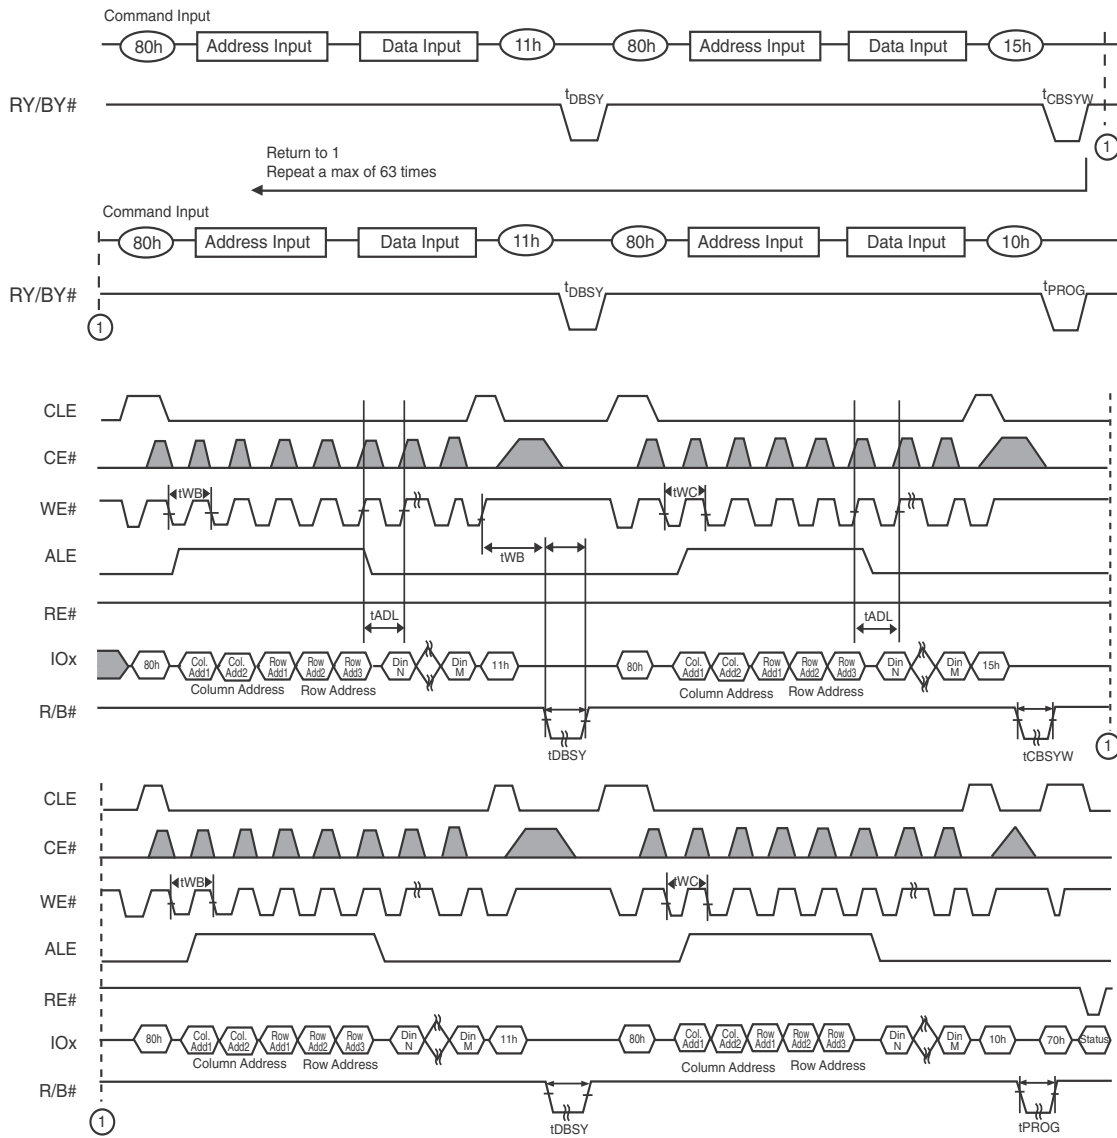 Command Input
80h Address Input Data Input 11h 80h Address Input Data Input 15h
RY/BY# tDBSY tCBSYW
1
Return to 1
Repeat a max of 63 times
Command Input
80h Address Input Data Input 11h 80h Address Input Data Input 10h
RY/BY# tDBSY tPROG
1
CLE
CE#
WE# tWB tWC
ALE tWB
RE# tADL tADL
IOx 80h Col. Add1 Col. Add2 Row Add1 Row Add2 Row Add3 Din N Din M 11h 80h Col. Add1 Col. Add2 Row Add1 Row Add2 Row Add3 Din N Din M 15h
Column Address Row Address Column Address Row Address
R/B#
tDBSY tCBSYW 1
CLE
CE#
WE# tWB tWC
ALE
RE#
IOx 80h Col. Add1 Col. Add2 Row Add1 Row Add2 Row Add3 Din N Din M 11h 80h Col. Add1 Col. Add2 Row Add1 Row Add2 Row Add3 Din N Din M 10h 70h Status
Column Address Row Address Column Address Row Address
R/B#
1 tDBSY tPROG